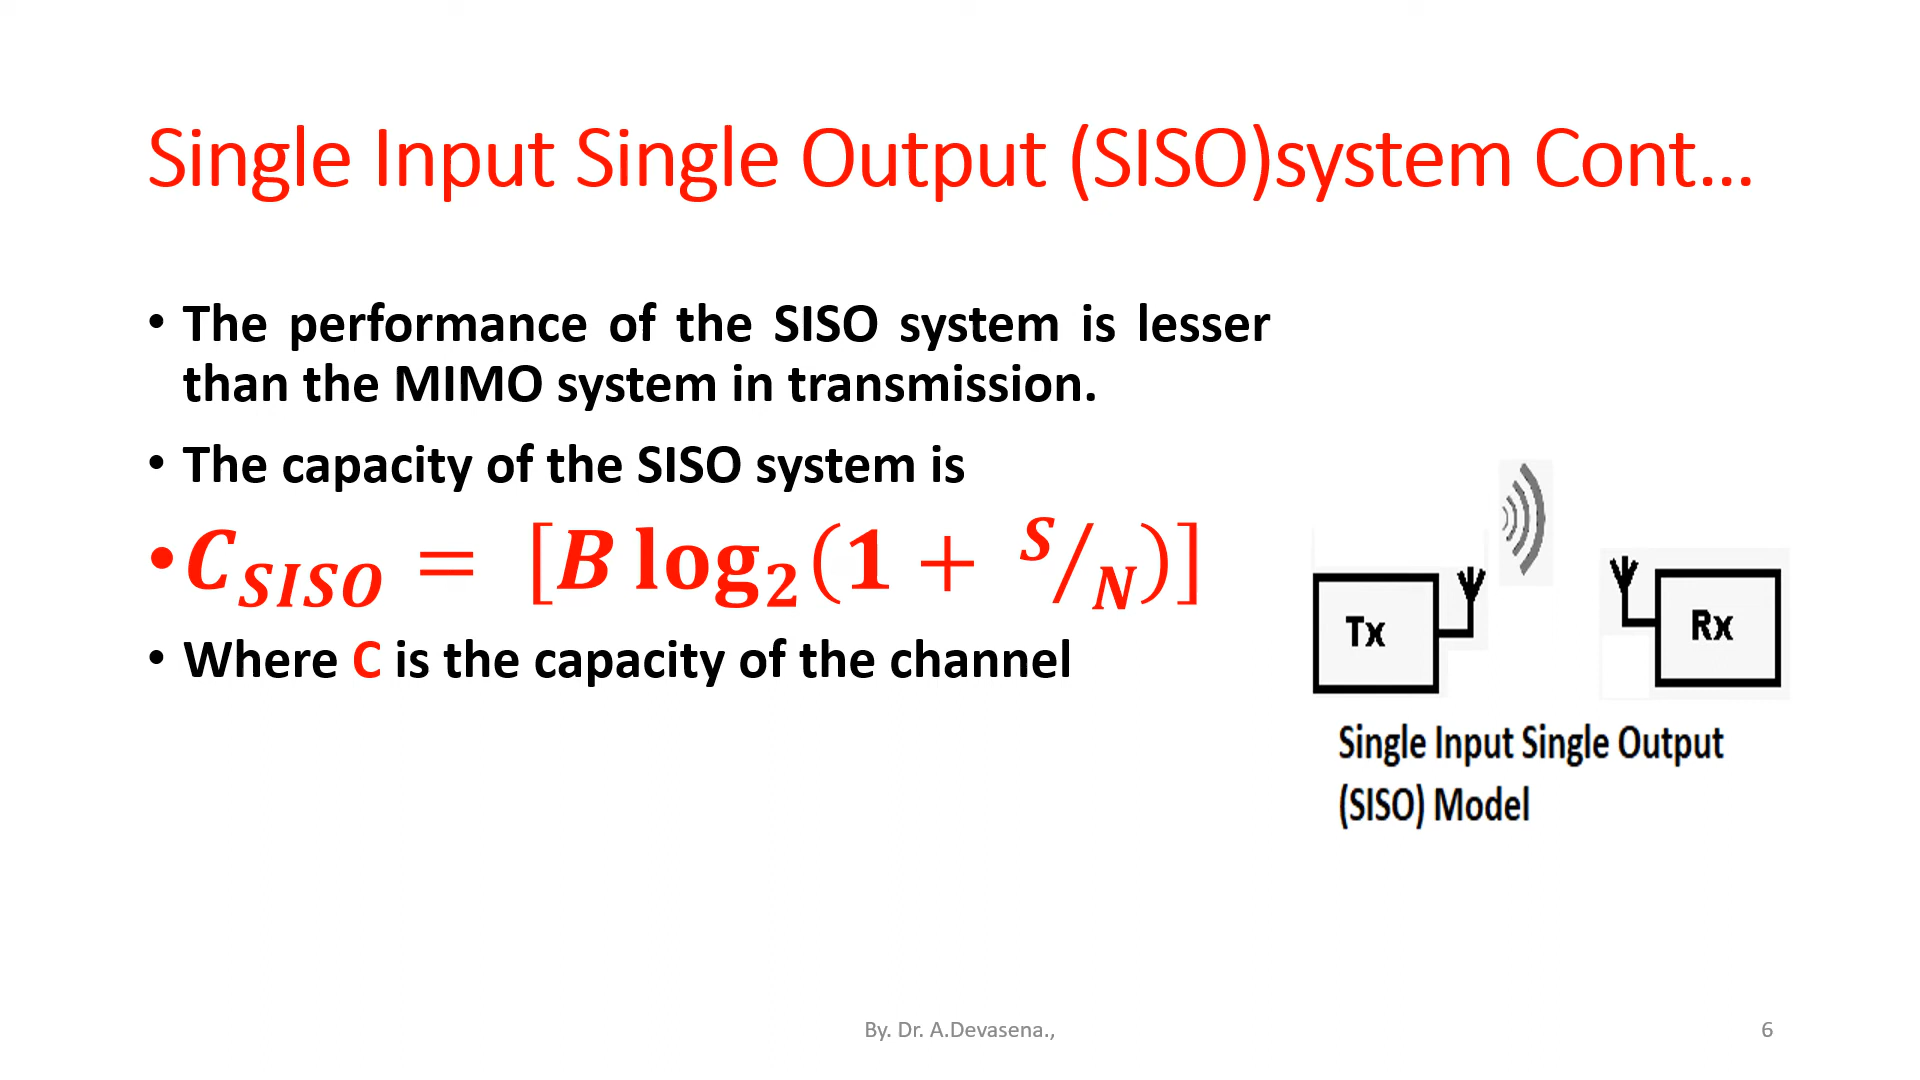 Single Input Single Output (SISO)system Cont...
• The performance of the SISO system is lesser
than the MIMO system in transmission.
• The capacity of the SISO system is
• C_SISO = [B log_2(1 + S/N)]
• Where C is the capacity of the channel
Tx
Rx
Single Input Single Output
(SISO) Model
By. Dr. A.Devasena.,
6